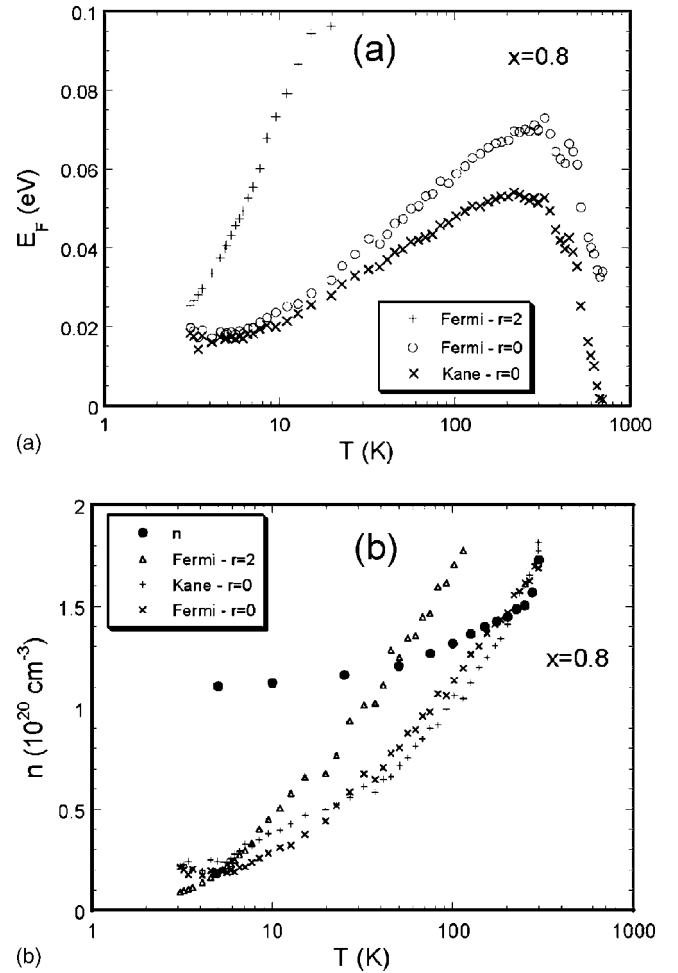 0.1
0.08
0.06
0.04
0.02
0
E_F (eV)
(a)
x=0.8
+ Fermi - r=2
○ Fermi - r=0
× Kane - r=0
1 10 100 1000
T (K)
(a)
2
1.5
1
0.5
0
n (10^20 cm^-3)
● n
△ Fermi - r=2
+ Kane - r=0
× Fermi - r=0
(b)
x=0.8
1 10 100 1000
T (K)
(b)